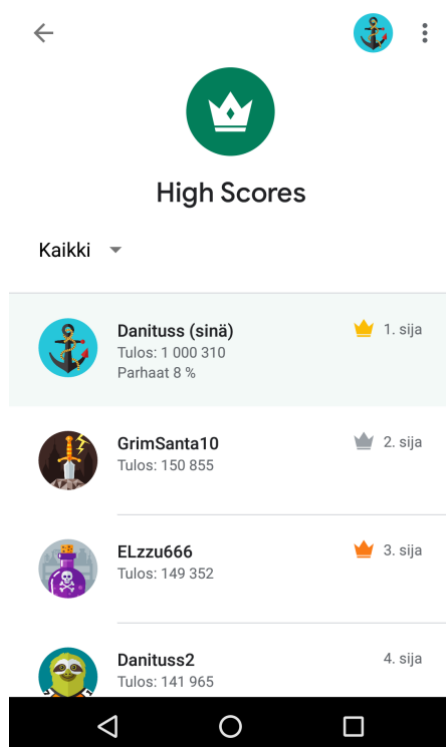 High Scores
Kaikki
Danituss (sinä)
1. sija
Tulos: 1 000 310
Parhaat 8 %
GrimSanta10
2. sija
Tulos: 150 855
ELzzu666
3. sija
Tulos: 149 352
Danituss2
4. sija
Tulos: 141 965